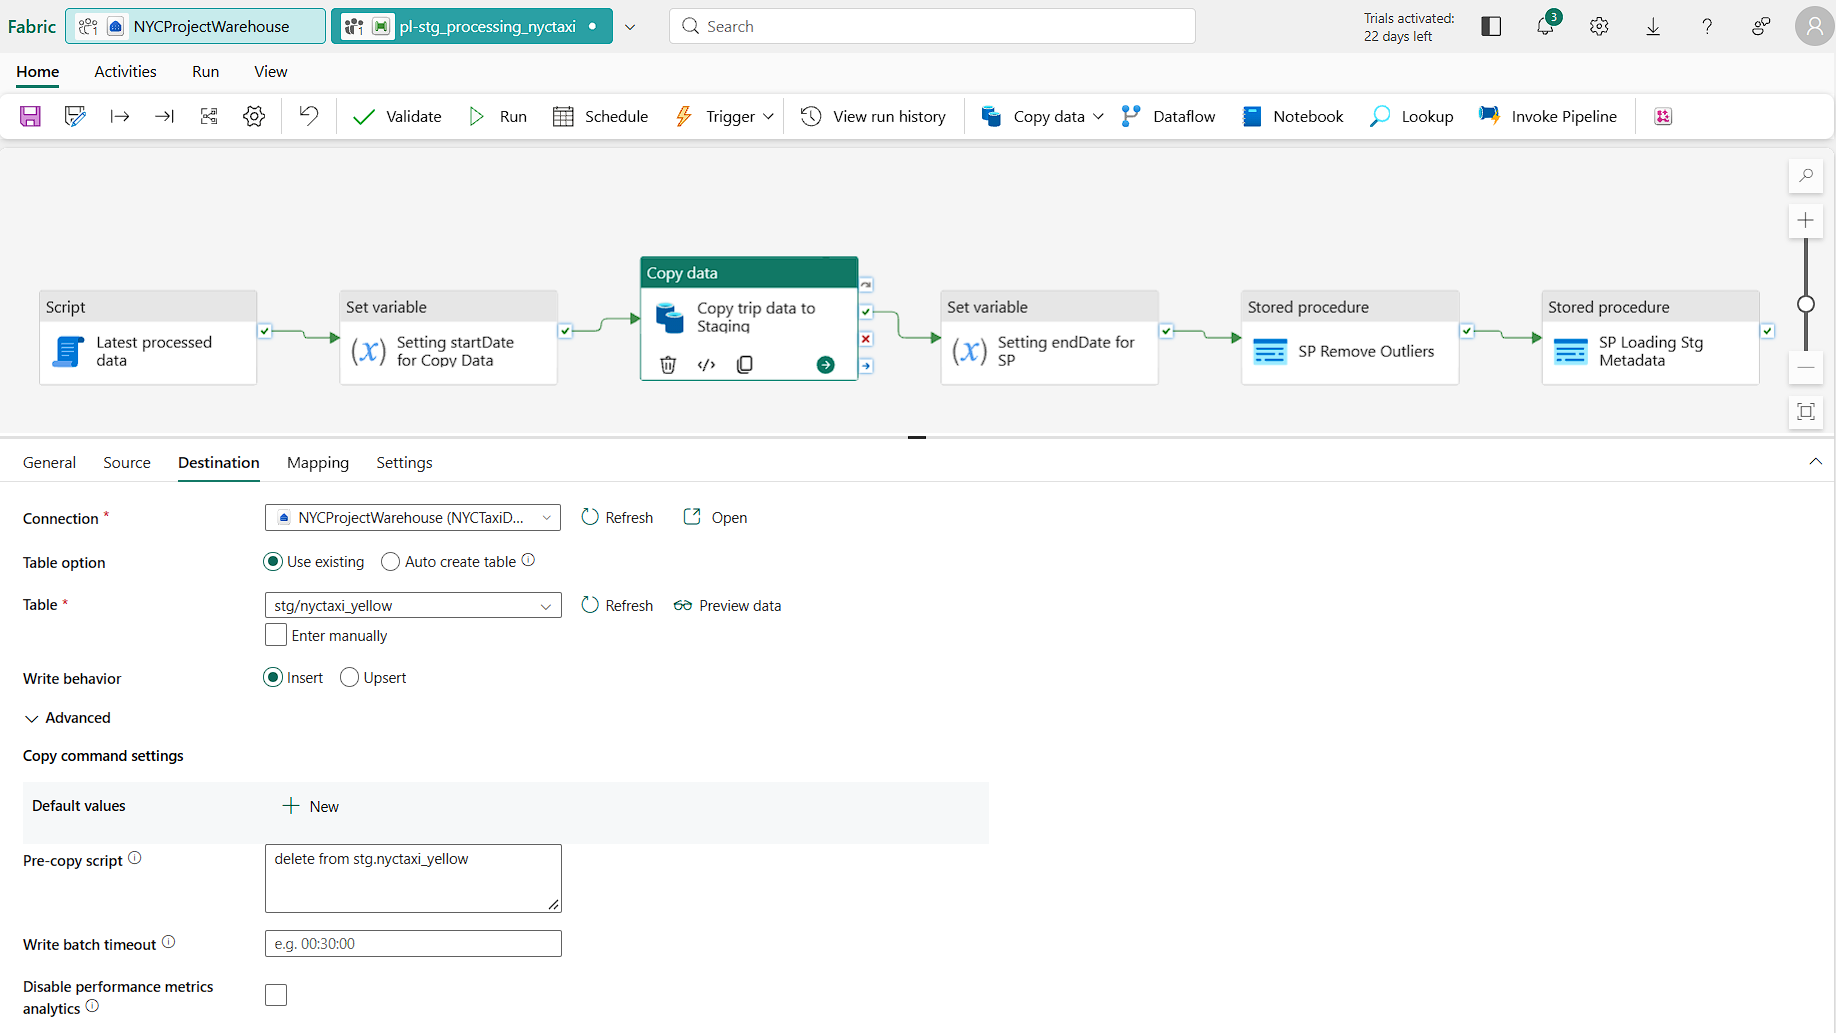 Fabric
1 NYCProjectWarehouse
1 pl-stg_processing_nyctaxi
Search
Trials activated:
22 days left
3
Home Activities Run View
Validate Run Schedule Trigger View run history Copy data Dataflow Notebook Lookup Invoke Pipeline
Script
Latest processed
data
Set variable
(x) Setting startDate
for Copy Data
Copy data
Copy trip data to
Staging
Set variable
(x) Setting endDate for
SP
Stored procedure
SP Remove Outliers
Stored procedure
SP Loading Stg
Metadata
General Source Destination Mapping Settings
Connection * NYCProjectWarehouse (NYCTaxiD... Refresh Open
Table option Use existing Auto create table
Table * stg/nyctaxi_yellow Refresh Preview data
Enter manually
Write behavior Insert Upsert
Advanced
Copy command settings
Default values + New
Pre-copy script delete from stg.nyctaxi_yellow
Write batch timeout e.g. 00:30:00
Disable performance metrics
analytics